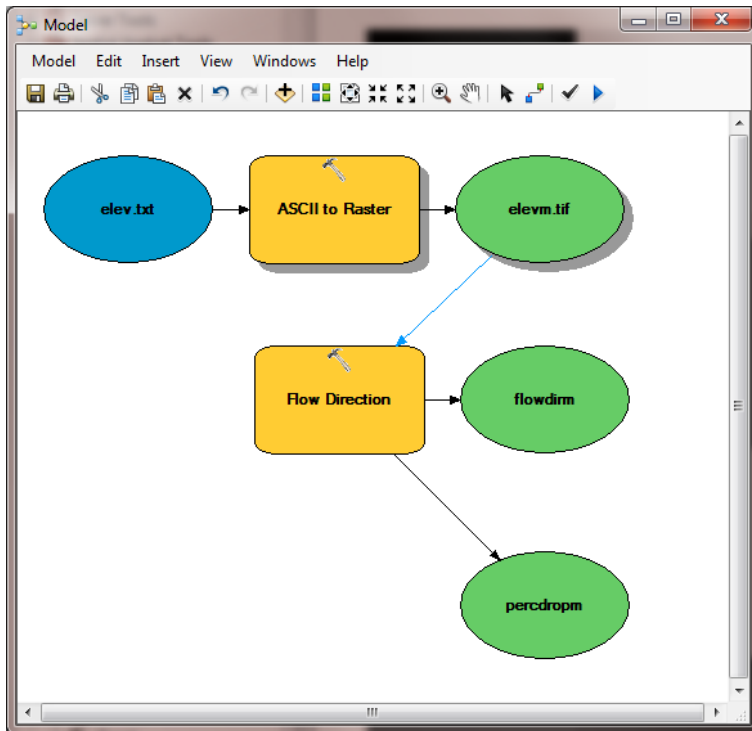 Model
Model Edit Insert View Windows Help
elev.txt
ASCII to Raster
elevm.tif
Flow Direction
flowdirm
percdropm